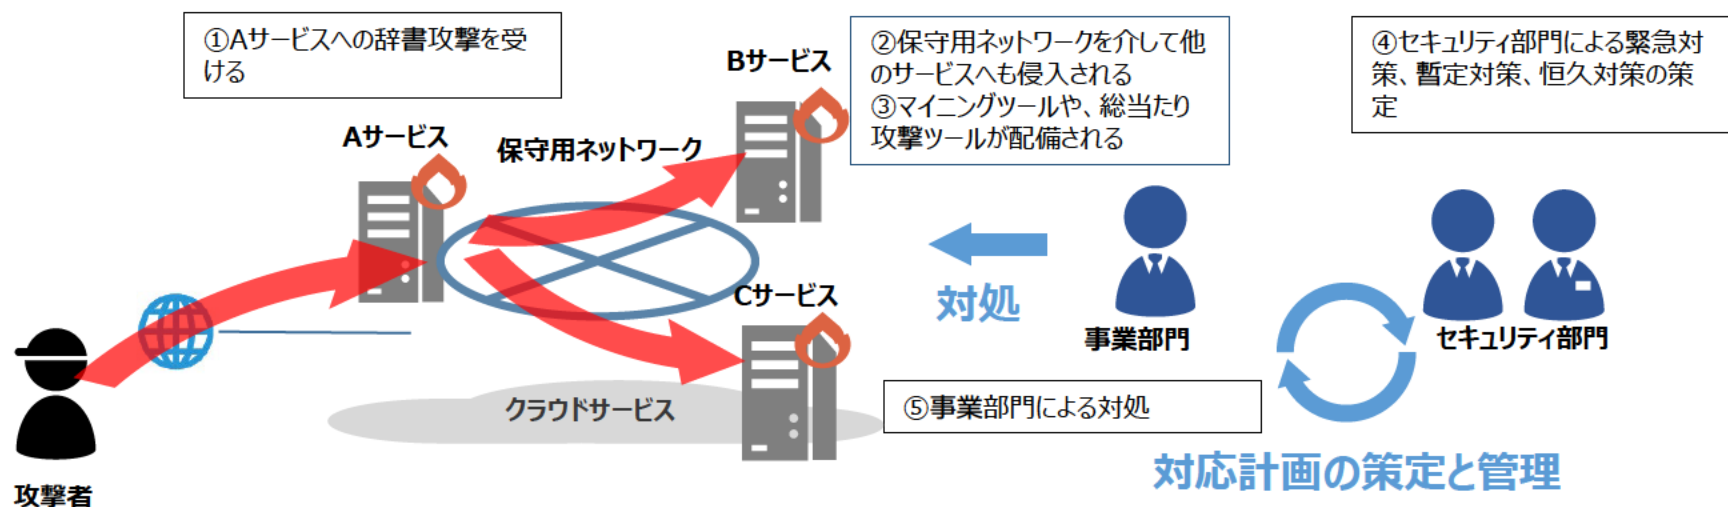 ①Aサービスへの辞書攻撃を受
ける
Bサービス
②保守用ネットワークを介して他
のサービスへも侵入される
③マイニングツールや、総当たり
攻撃ツールが配備される
④セキュリティ部門による緊急対
策、暫定対策、恒久対策の策
定
Aサービス
保守用ネットワーク
Cサービス
対処
事業部門
セキュリティ部門
クラウドサービス
⑤事業部門による対処
対応計画の策定と管理
攻撃者